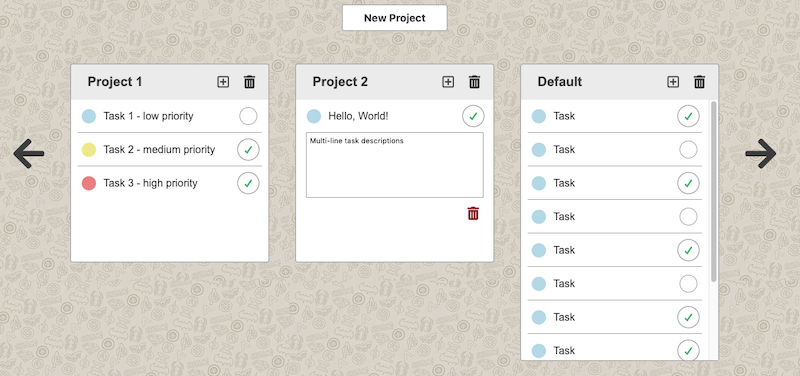 New Project
Project 1
Task 1 - low priority
Task 2 - medium priority
Task 3 - high priority
Project 2
Hello, World!
Multi-line task descriptions
Default
Task
Task
Task
Task
Task
Task
Task
Task